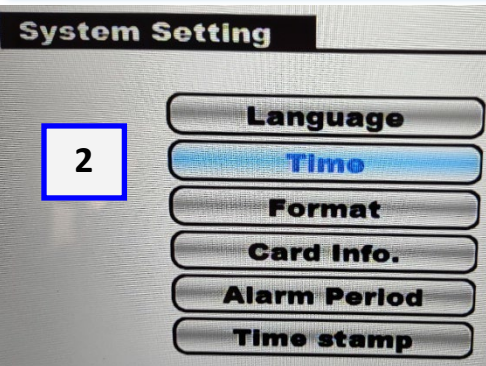 System Setting
Language
2
Time
Format
Card Info.
Alarm Period
Time stamp